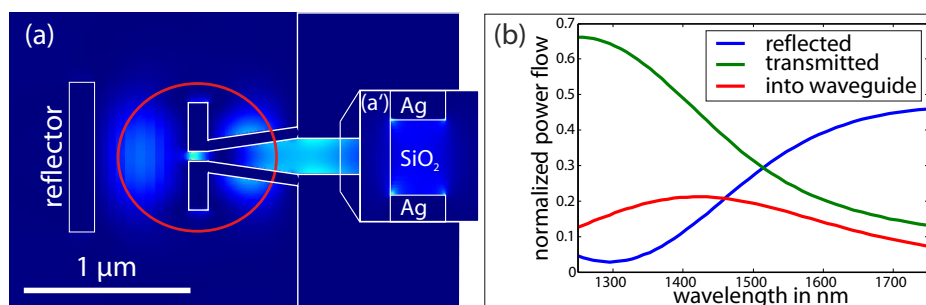 (a)
reflector
1 μm
(a')
Ag
SiO₂
Ag
(b)
normalized power flow
0.7
0.6
0.5
0.4
0.3
0.2
0.1
0
reflected
transmitted
into waveguide
1300 1400 1500 1600 1700
wavelength in nm